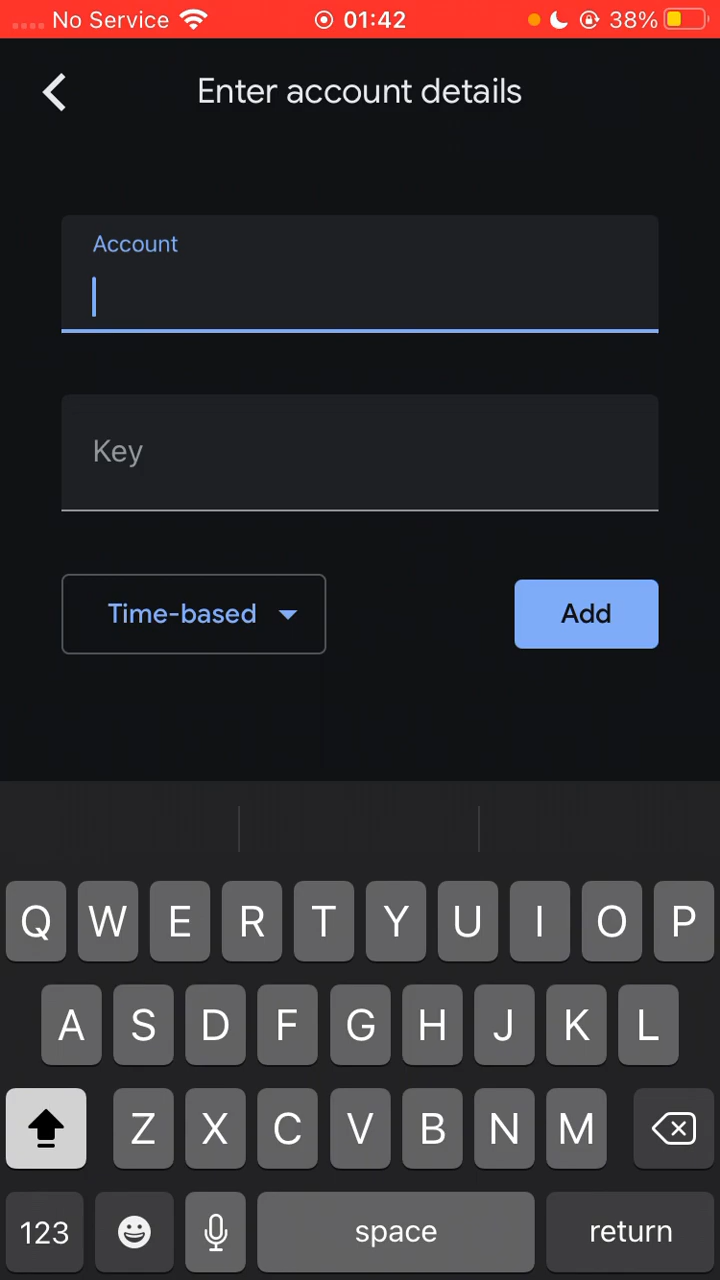 No Service 01:42 38%
Enter account details
Account
Key
Time-based Add
Q W E R T Y U I O P
A S D F G H J K L
Z X C V B N M
123 space return